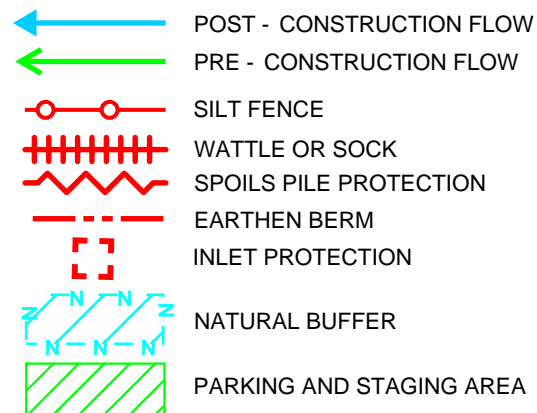 POST - CONSTRUCTION FLOW
PRE - CONSTRUCTION FLOW
SILT FENCE
WATTLE OR SOCK
SPOILS PILE PROTECTION
EARTHEN BERM
INLET PROTECTION
N N
N N NATURAL BUFFER
N N N
PARKING AND STAGING AREA